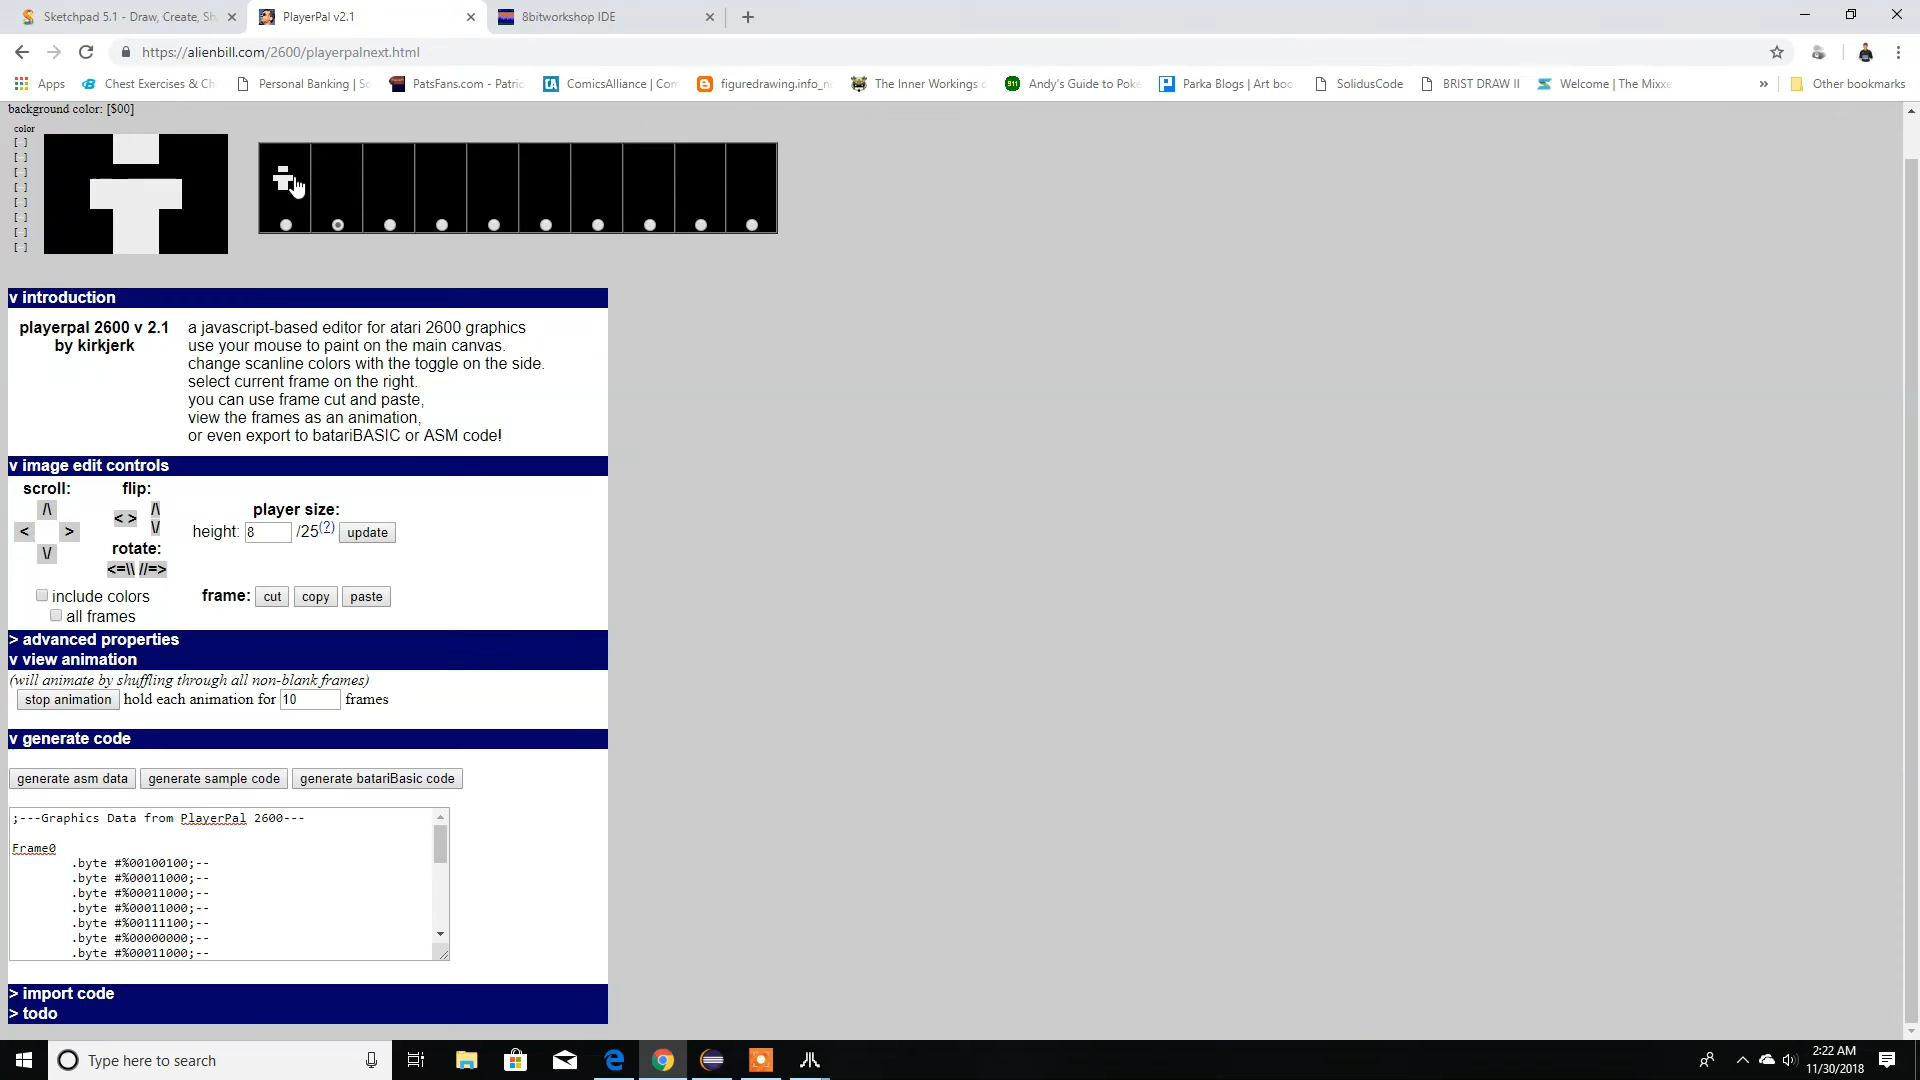 Sketchpad 5.1 - Draw, Create, Sh
PlayerPal v2.1
8bitworkshop IDE
https://alienbill.com/2600/playerpalnext.html
Apps
Chest Exercises & Ch
Personal Banking | So
PatsFans.com - Patric
ComicsAlliance | Com
figuredrawing.info_n
The Inner Workings o
Andy's Guide to Poké
Parka Blogs | Art boo
SolidusCode
BRIST DRAW II
Welcome | The Mixxe
»
Other bookmarks
background color: [$00]
color
[ ]
[ ]
[ ]
[ ]
[ ]
[ ]
[ ]
[ ]
v introduction
playerpal 2600 v 2.1
by kirkjerk
a javascript-based editor for atari 2600 graphics
use your mouse to paint on the main canvas.
change scanline colors with the toggle on the side.
select current frame on the right.
you can use frame cut and paste,
view the frames as an animation,
or even export to batariBASIC or ASM code!
v image edit controls
scroll:
/\
< >
\/
flip:
< >
/\
\/
rotate:
<=\\ //=>
player size:
height: 8 /25(?) update
include colors
all frames
frame: cut copy paste
> advanced properties
v view animation
(will animate by shuffling through all non-blank frames)
stop animation hold each animation for 10 frames
v generate code
generate asm data generate sample code generate batariBasic code
;---Graphics Data from PlayerPal 2600---
Frame0
.byte #%00100100;--
.byte #%00011000;--
.byte #%00011000;--
.byte #%00011000;--
.byte #%00111100;--
.byte #%00000000;--
.byte #%00011000;--
> import code
> todo
Type here to search
2:22 AM
11/30/2018